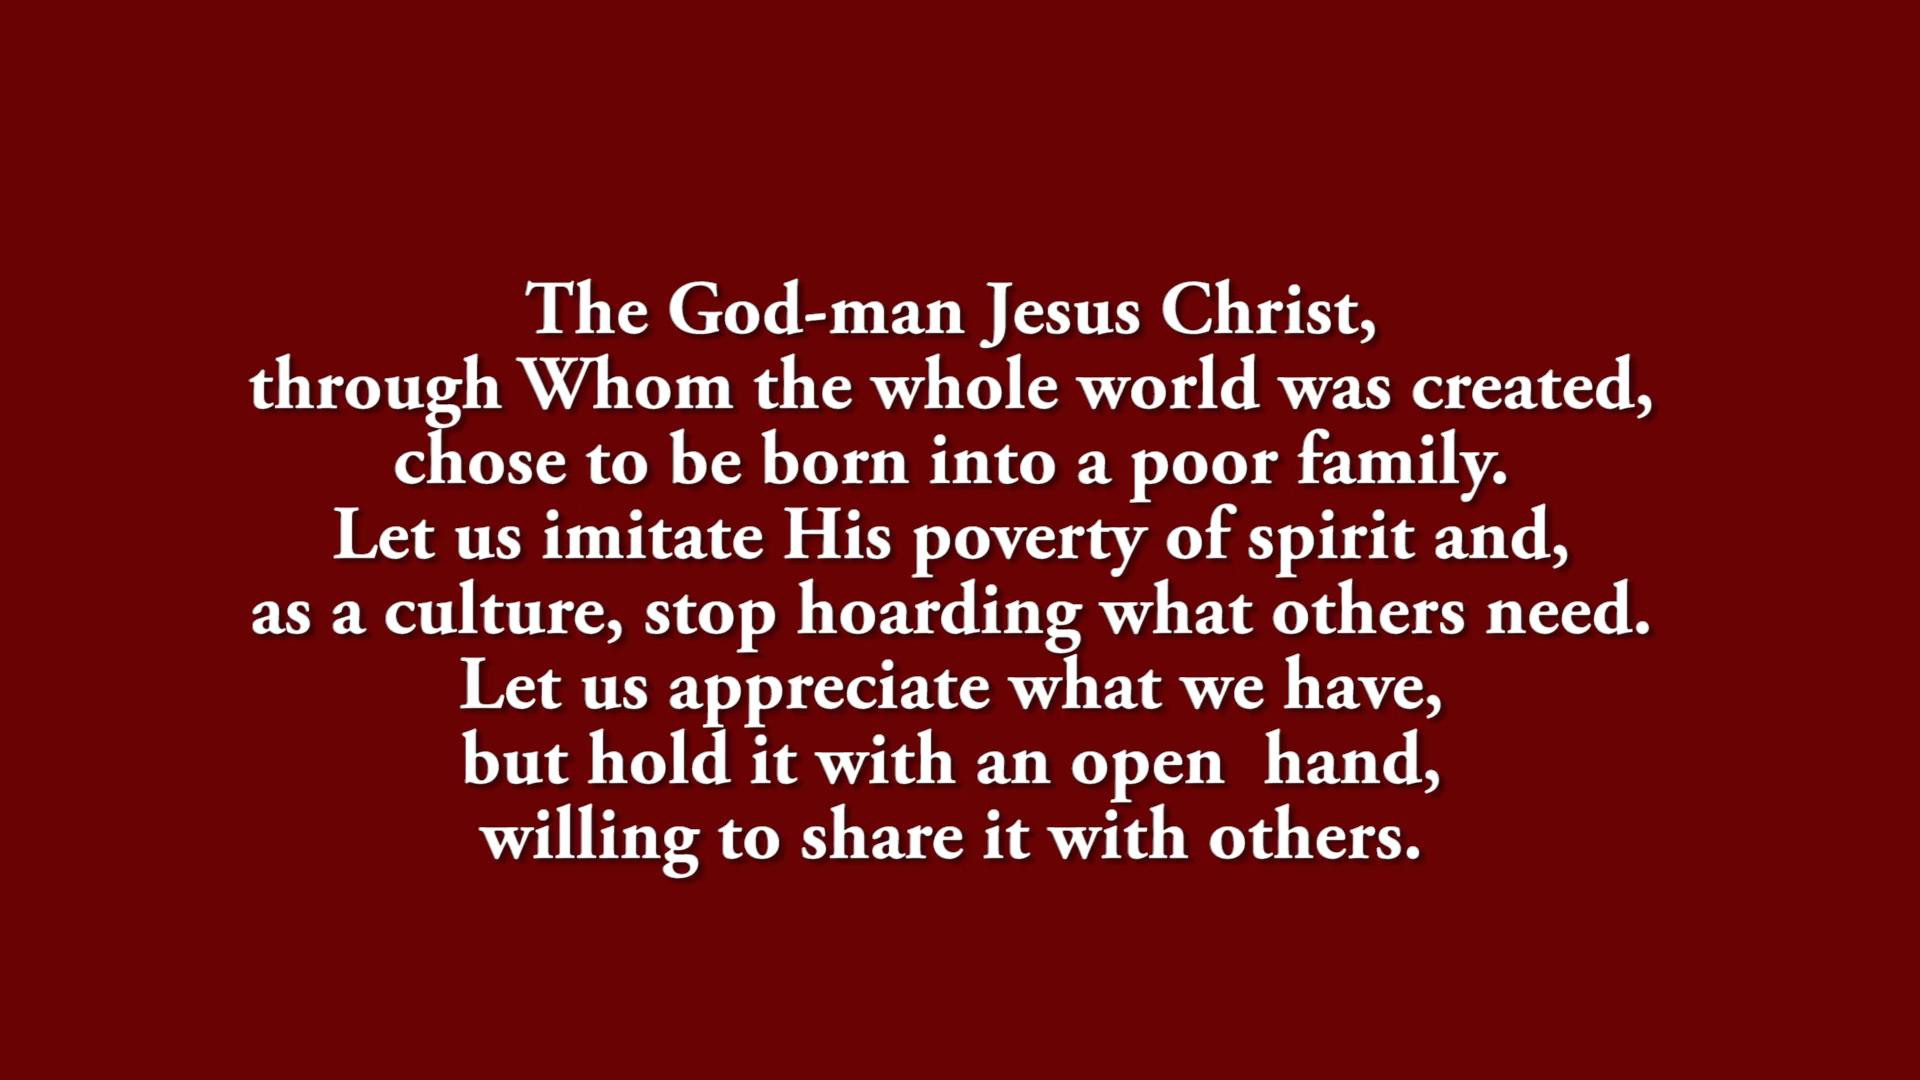 The God-man Jesus Christ,
through Whom the whole world was created,
chose to be born into a poor family.
Let us imitate His poverty of spirit and,
as a culture, stop hoarding what others need.
Let us appreciate what we have,
but hold it with an open  hand,
willing to share it with others.